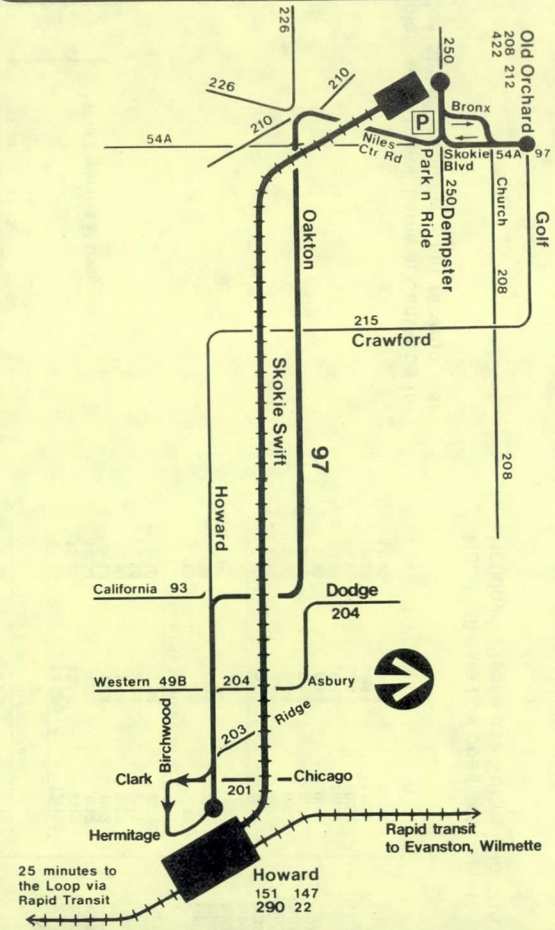 226
226
210
210
54A
250
Old Orchard
208 212
422
Bronx
P
Niles
Ctr Rd
Park n Ride
Skokie
Blvd
54A
97
250
Dempster
Church
208
Golf
Oakton
215
Crawford
Skokie Swift
97
208
Howard
California 93
Dodge
204
Western 49B
204
Asbury
Birchwood
203
Ridge
Clark
201
Chicago
Hermitage
Rapid transit
to Evanston, Wilmette
Howard
151 147
290 22
25 minutes to
the Loop via
Rapid Transit